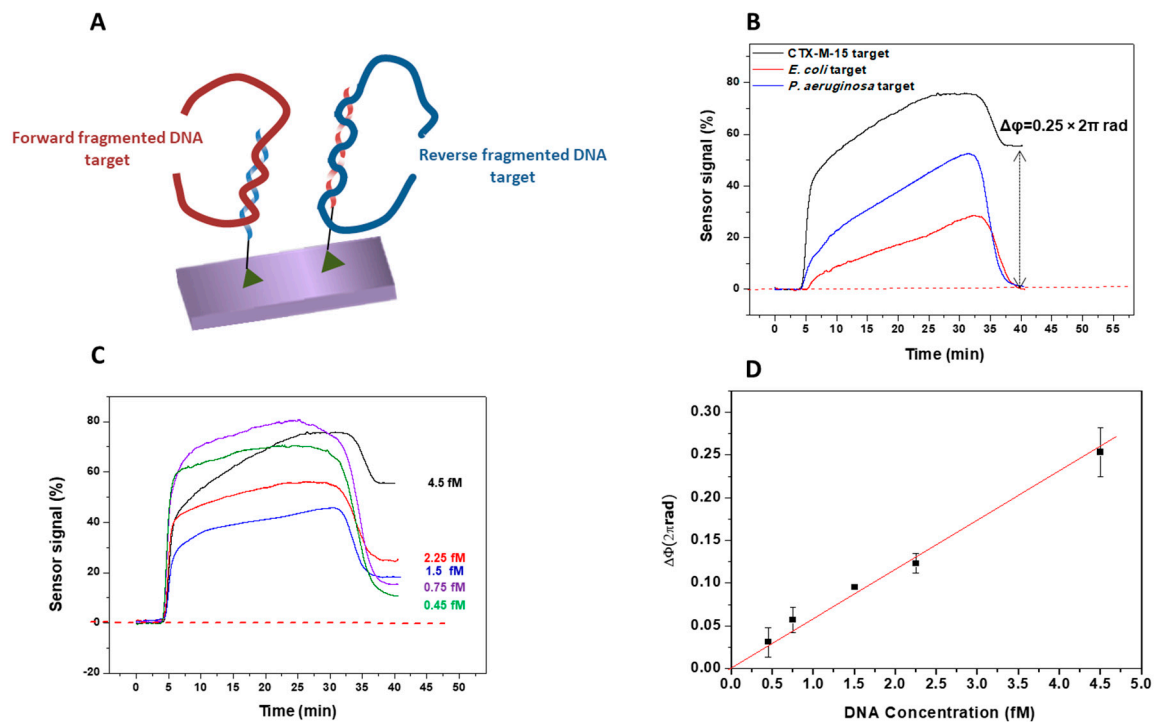 A
Forward fragmented DNA
target
Reverse fragmented DNA
target
B
CTX-M-15 target
E. coli target
P. aeruginosa target
Δφ=0.25 × 2π rad
Sensor signal (%)
80
60
40
20
0
0 5 10 15 20 25 30 35 40 45 50 55
Time (min)
C
Sensor signal (%)
80
60
40
20
-0
-20
4.5 fM
2.25 fM
1.5 fM
0.75 fM
0.45 fM
0 5 10 15 20 25 30 35 40 45 50
Time (min)
D
ΔΦ(2πrad)
0.30
0.25
0.20
0.15
0.10
0.05
0.00
0.0 0.5 1.0 1.5 2.0 2.5 3.0 3.5 4.0 4.5 5.0
DNA Concentration (fM)